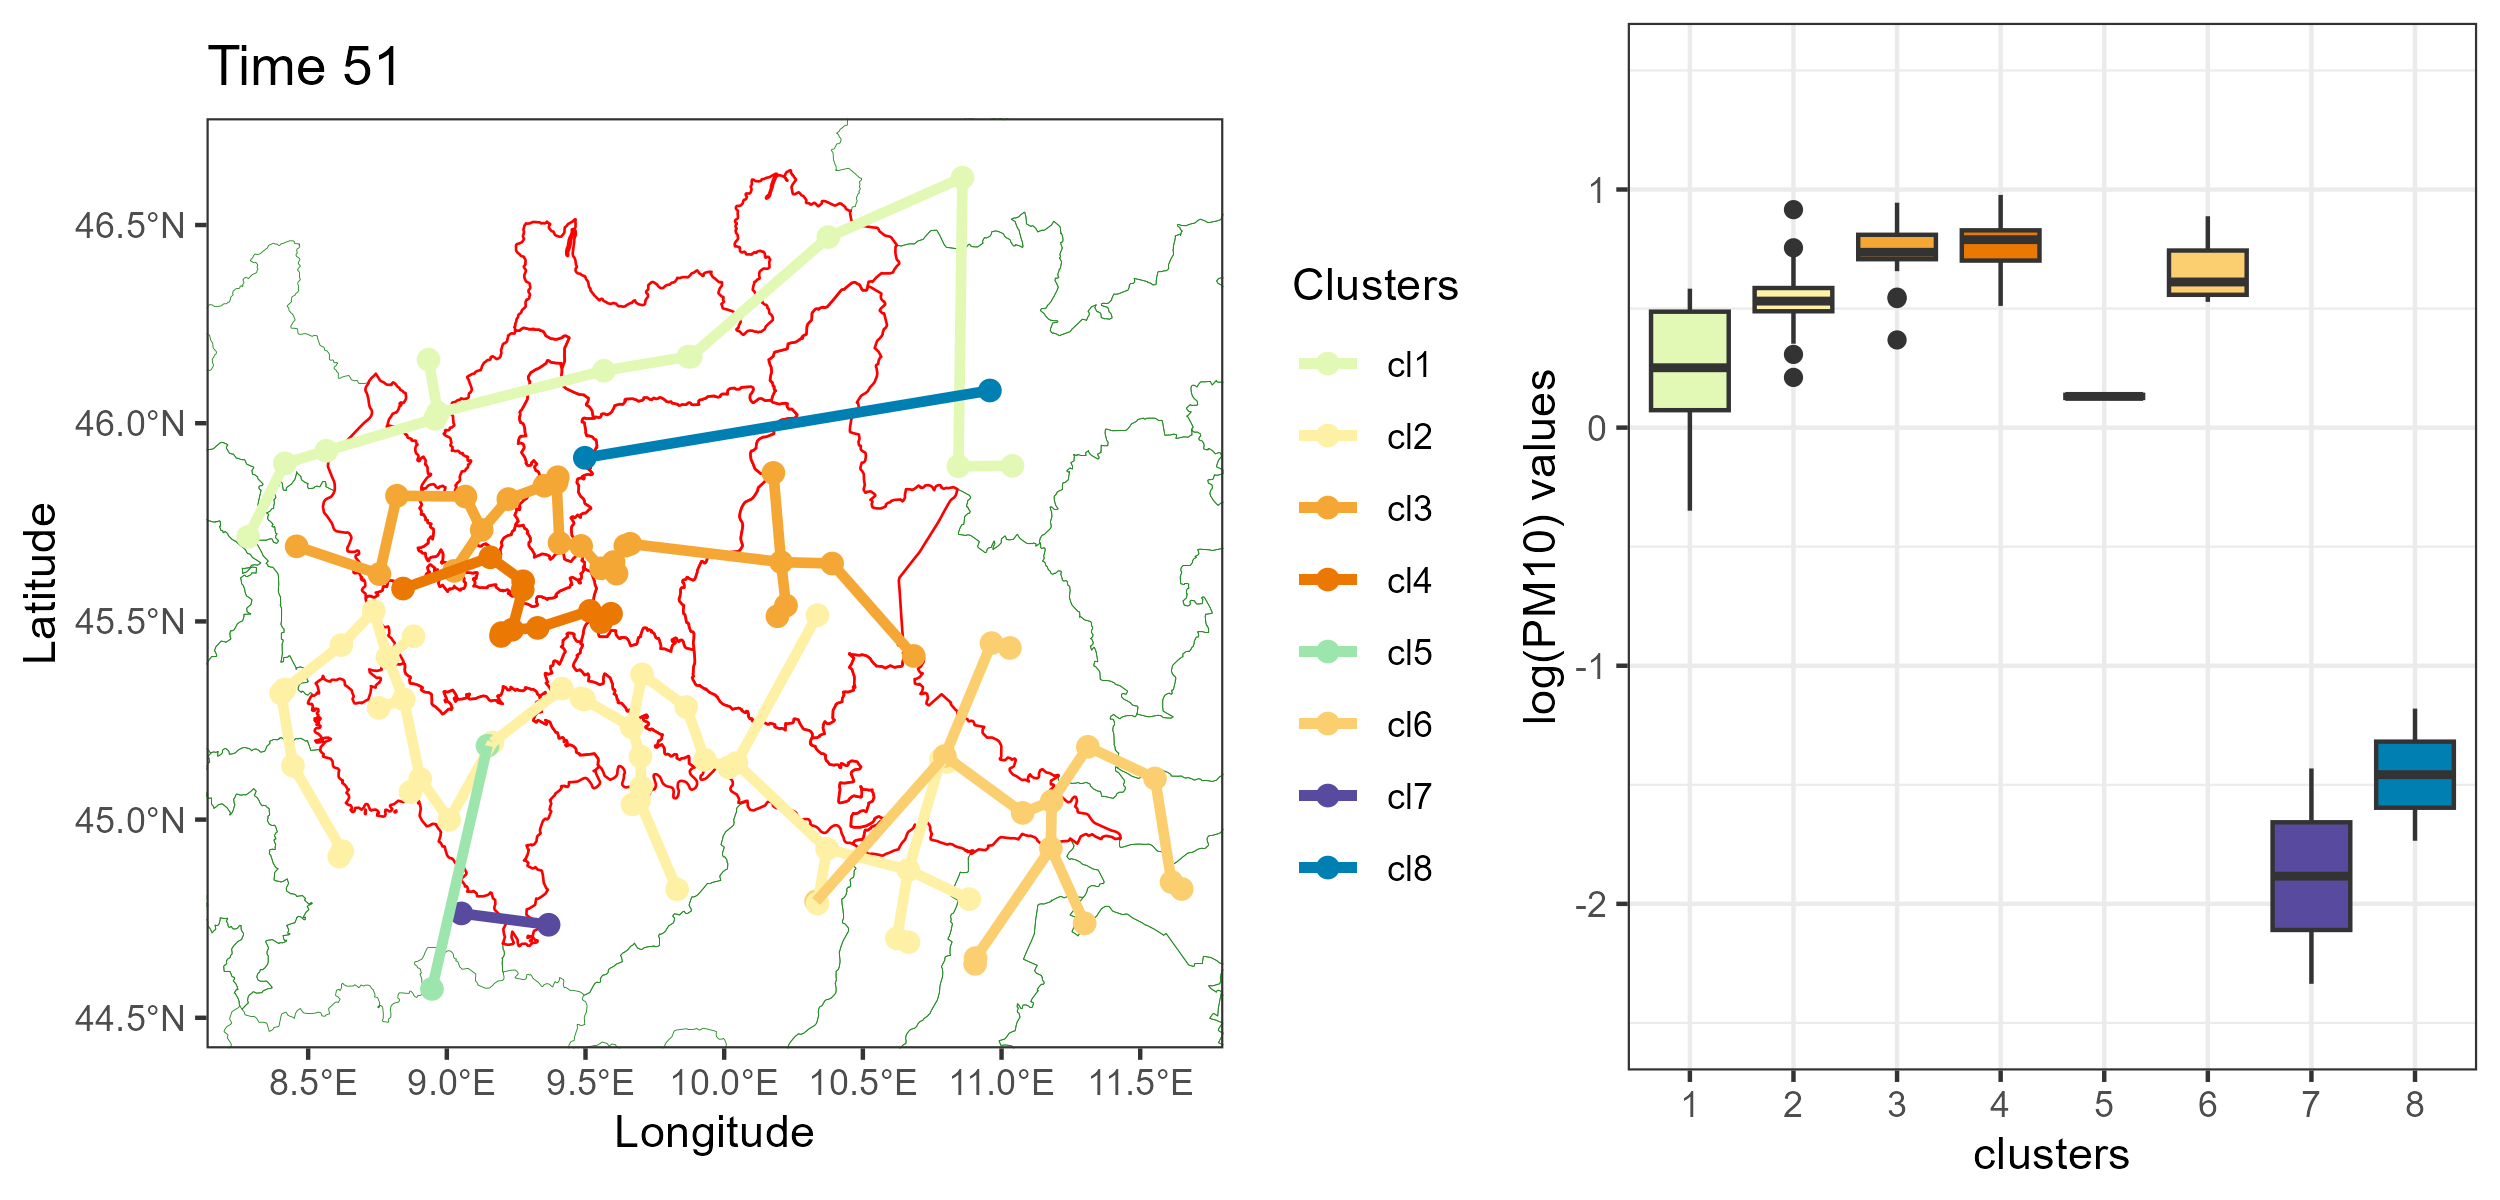 Time 51
46.5°N
46.0°N
45.5°N
45.0°N
44.5°N
Latitude
8.5°E 9.0°E 9.5°E 10.0°E 10.5°E 11.0°E 11.5°E
Longitude
Clusters
cl1
cl2
cl3
cl4
cl5
cl6
cl7
cl8
log(PM10) values
1
0
-1
-2
1 2 3 4 5 6 7 8
clusters